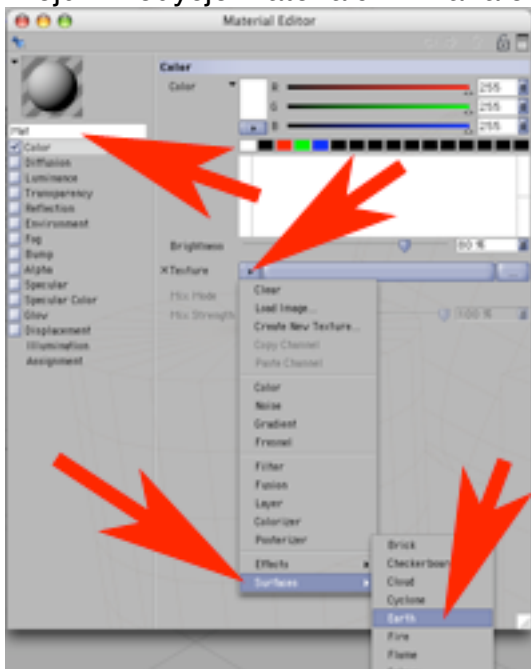 Material Editor
Color
Color
R
255
G
255
B
255
Mat
Color
Diffusion
Luminance
Transparency
Reflection
Environment
Fog
Bump
Alpha
Specular
Specular Color
Glow
Displacement
Illumination
Assignment
Brightness
80 %
Texture
...
Mix Mode
Mix Strength
100 %
Clear
Load Image...
Create New Texture...
Copy Channel
Paste Channel
Color
Noise
Gradient
Fresnel
Filter
Fusion
Layer
Colorizer
Posterizer
Effects
Surfaces
Brick
Checkerboar
Cloud
Cyclone
Earth
Fire
Flame